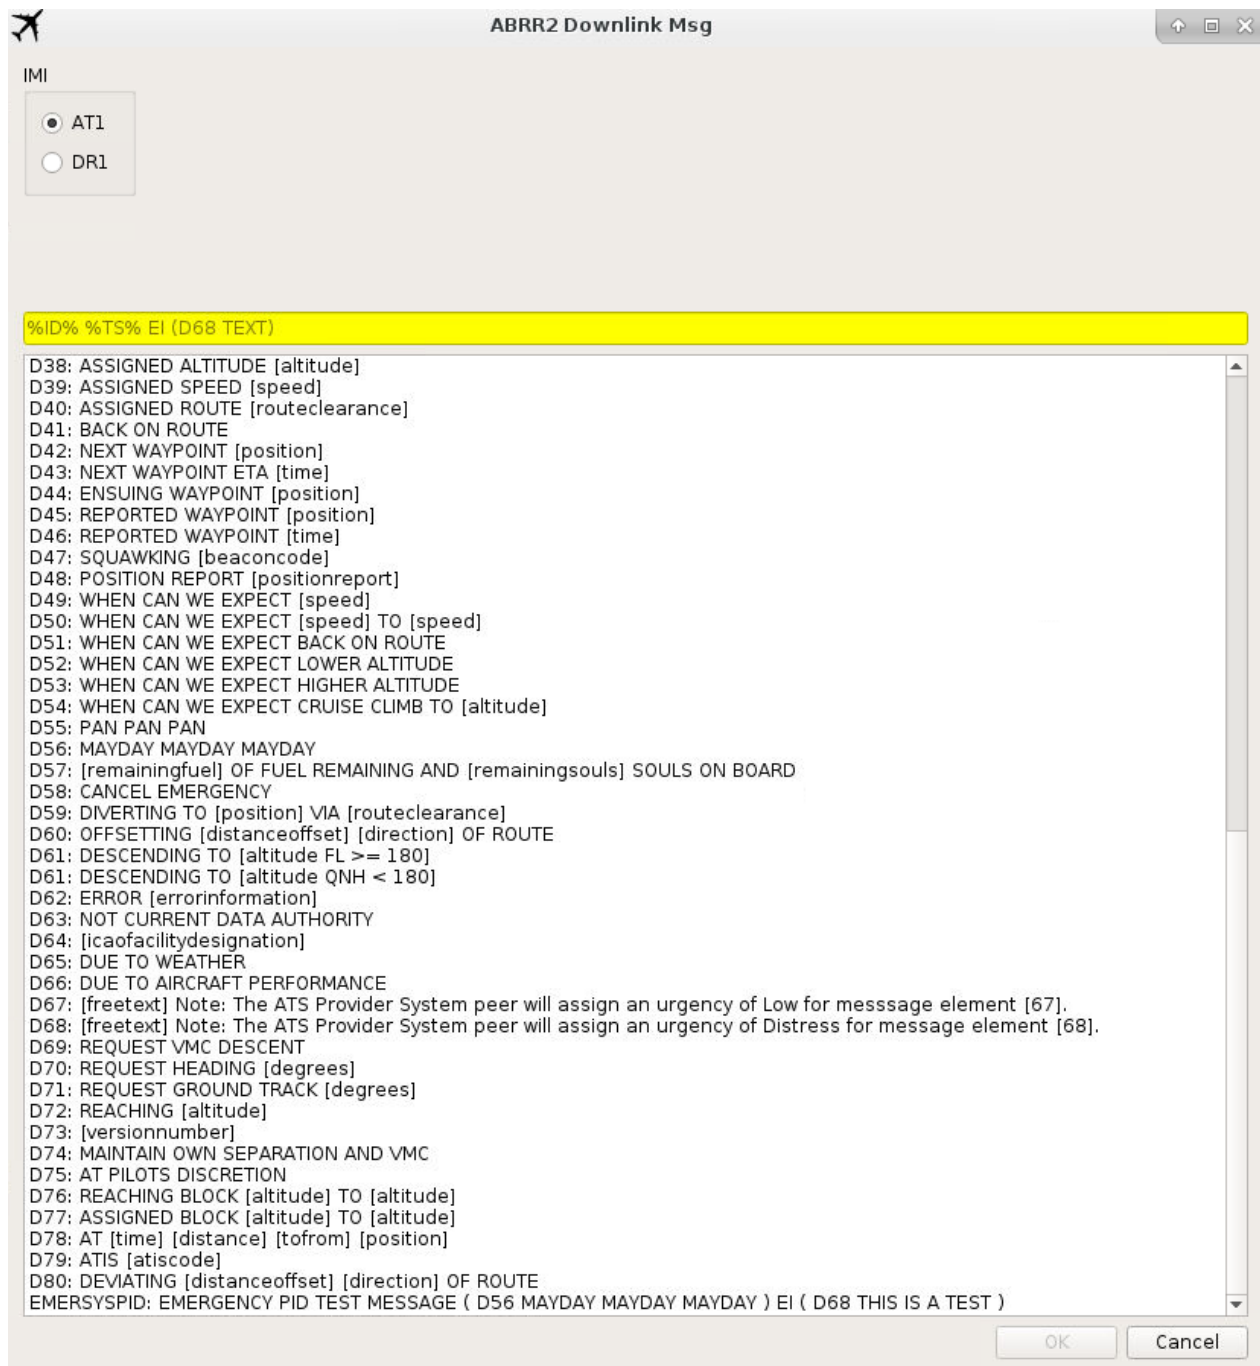 ABRR2 Downlink Msg
IMI
AT1
DR1
%ID% %TS% EI (D68 TEXT)
D38: ASSIGNED ALTITUDE [altitude]
D39: ASSIGNED SPEED [speed]
D40: ASSIGNED ROUTE [routeclearance]
D41: BACK ON ROUTE
D42: NEXT WAYPOINT [position]
D43: NEXT WAYPOINT ETA [time]
D44: ENSUING WAYPOINT [position]
D45: REPORTED WAYPOINT [position]
D46: REPORTED WAYPOINT [time]
D47: SQUAWKING [beaconcode]
D48: POSITION REPORT [positionreport]
D49: WHEN CAN WE EXPECT [speed]
D50: WHEN CAN WE EXPECT [speed] TO [speed]
D51: WHEN CAN WE EXPECT BACK ON ROUTE
D52: WHEN CAN WE EXPECT LOWER ALTITUDE
D53: WHEN CAN WE EXPECT HIGHER ALTITUDE
D54: WHEN CAN WE EXPECT CRUISE CLIMB TO [altitude]
D55: PAN PAN PAN
D56: MAYDAY MAYDAY MAYDAY
D57: [remainingfuel] OF FUEL REMAINING AND [remainingsouls] SOULS ON BOARD
D58: CANCEL EMERGENCY
D59: DIVERTING TO [position] VIA [routeclearance]
D60: OFFSETTING [distanceoffset] [direction] OF ROUTE
D61: DESCENDING TO [altitude FL >= 180]
D61: DESCENDING TO [altitude QNH < 180]
D62: ERROR [errorinformation]
D63: NOT CURRENT DATA AUTHORITY
D64: [icaofacilitydesignation]
D65: DUE TO WEATHER
D66: DUE TO AIRCRAFT PERFORMANCE
D67: [freetext] Note: The ATS Provider System peer will assign an urgency of Low for messsage element [67].
D68: [freetext] Note: The ATS Provider System peer will assign an urgency of Distress for message element [68].
D69: REQUEST VMC DESCENT
D70: REQUEST HEADING [degrees]
D71: REQUEST GROUND TRACK [degrees]
D72: REACHING [altitude]
D73: [versionnumber]
D74: MAINTAIN OWN SEPARATION AND VMC
D75: AT PILOTS DISCRETION
D76: REACHING BLOCK [altitude] TO [altitude]
D77: ASSIGNED BLOCK [altitude] TO [altitude]
D78: AT [time] [distance] [tofrom] [position]
D79: ATIS [atiscode]
D80: DEVIATING [distanceoffset] [direction] OF ROUTE
EMERSYSPID: EMERGENCY PID TEST MESSAGE ( D56 MAYDAY MAYDAY MAYDAY ) EI ( D68 THIS IS A TEST )
OK Cancel